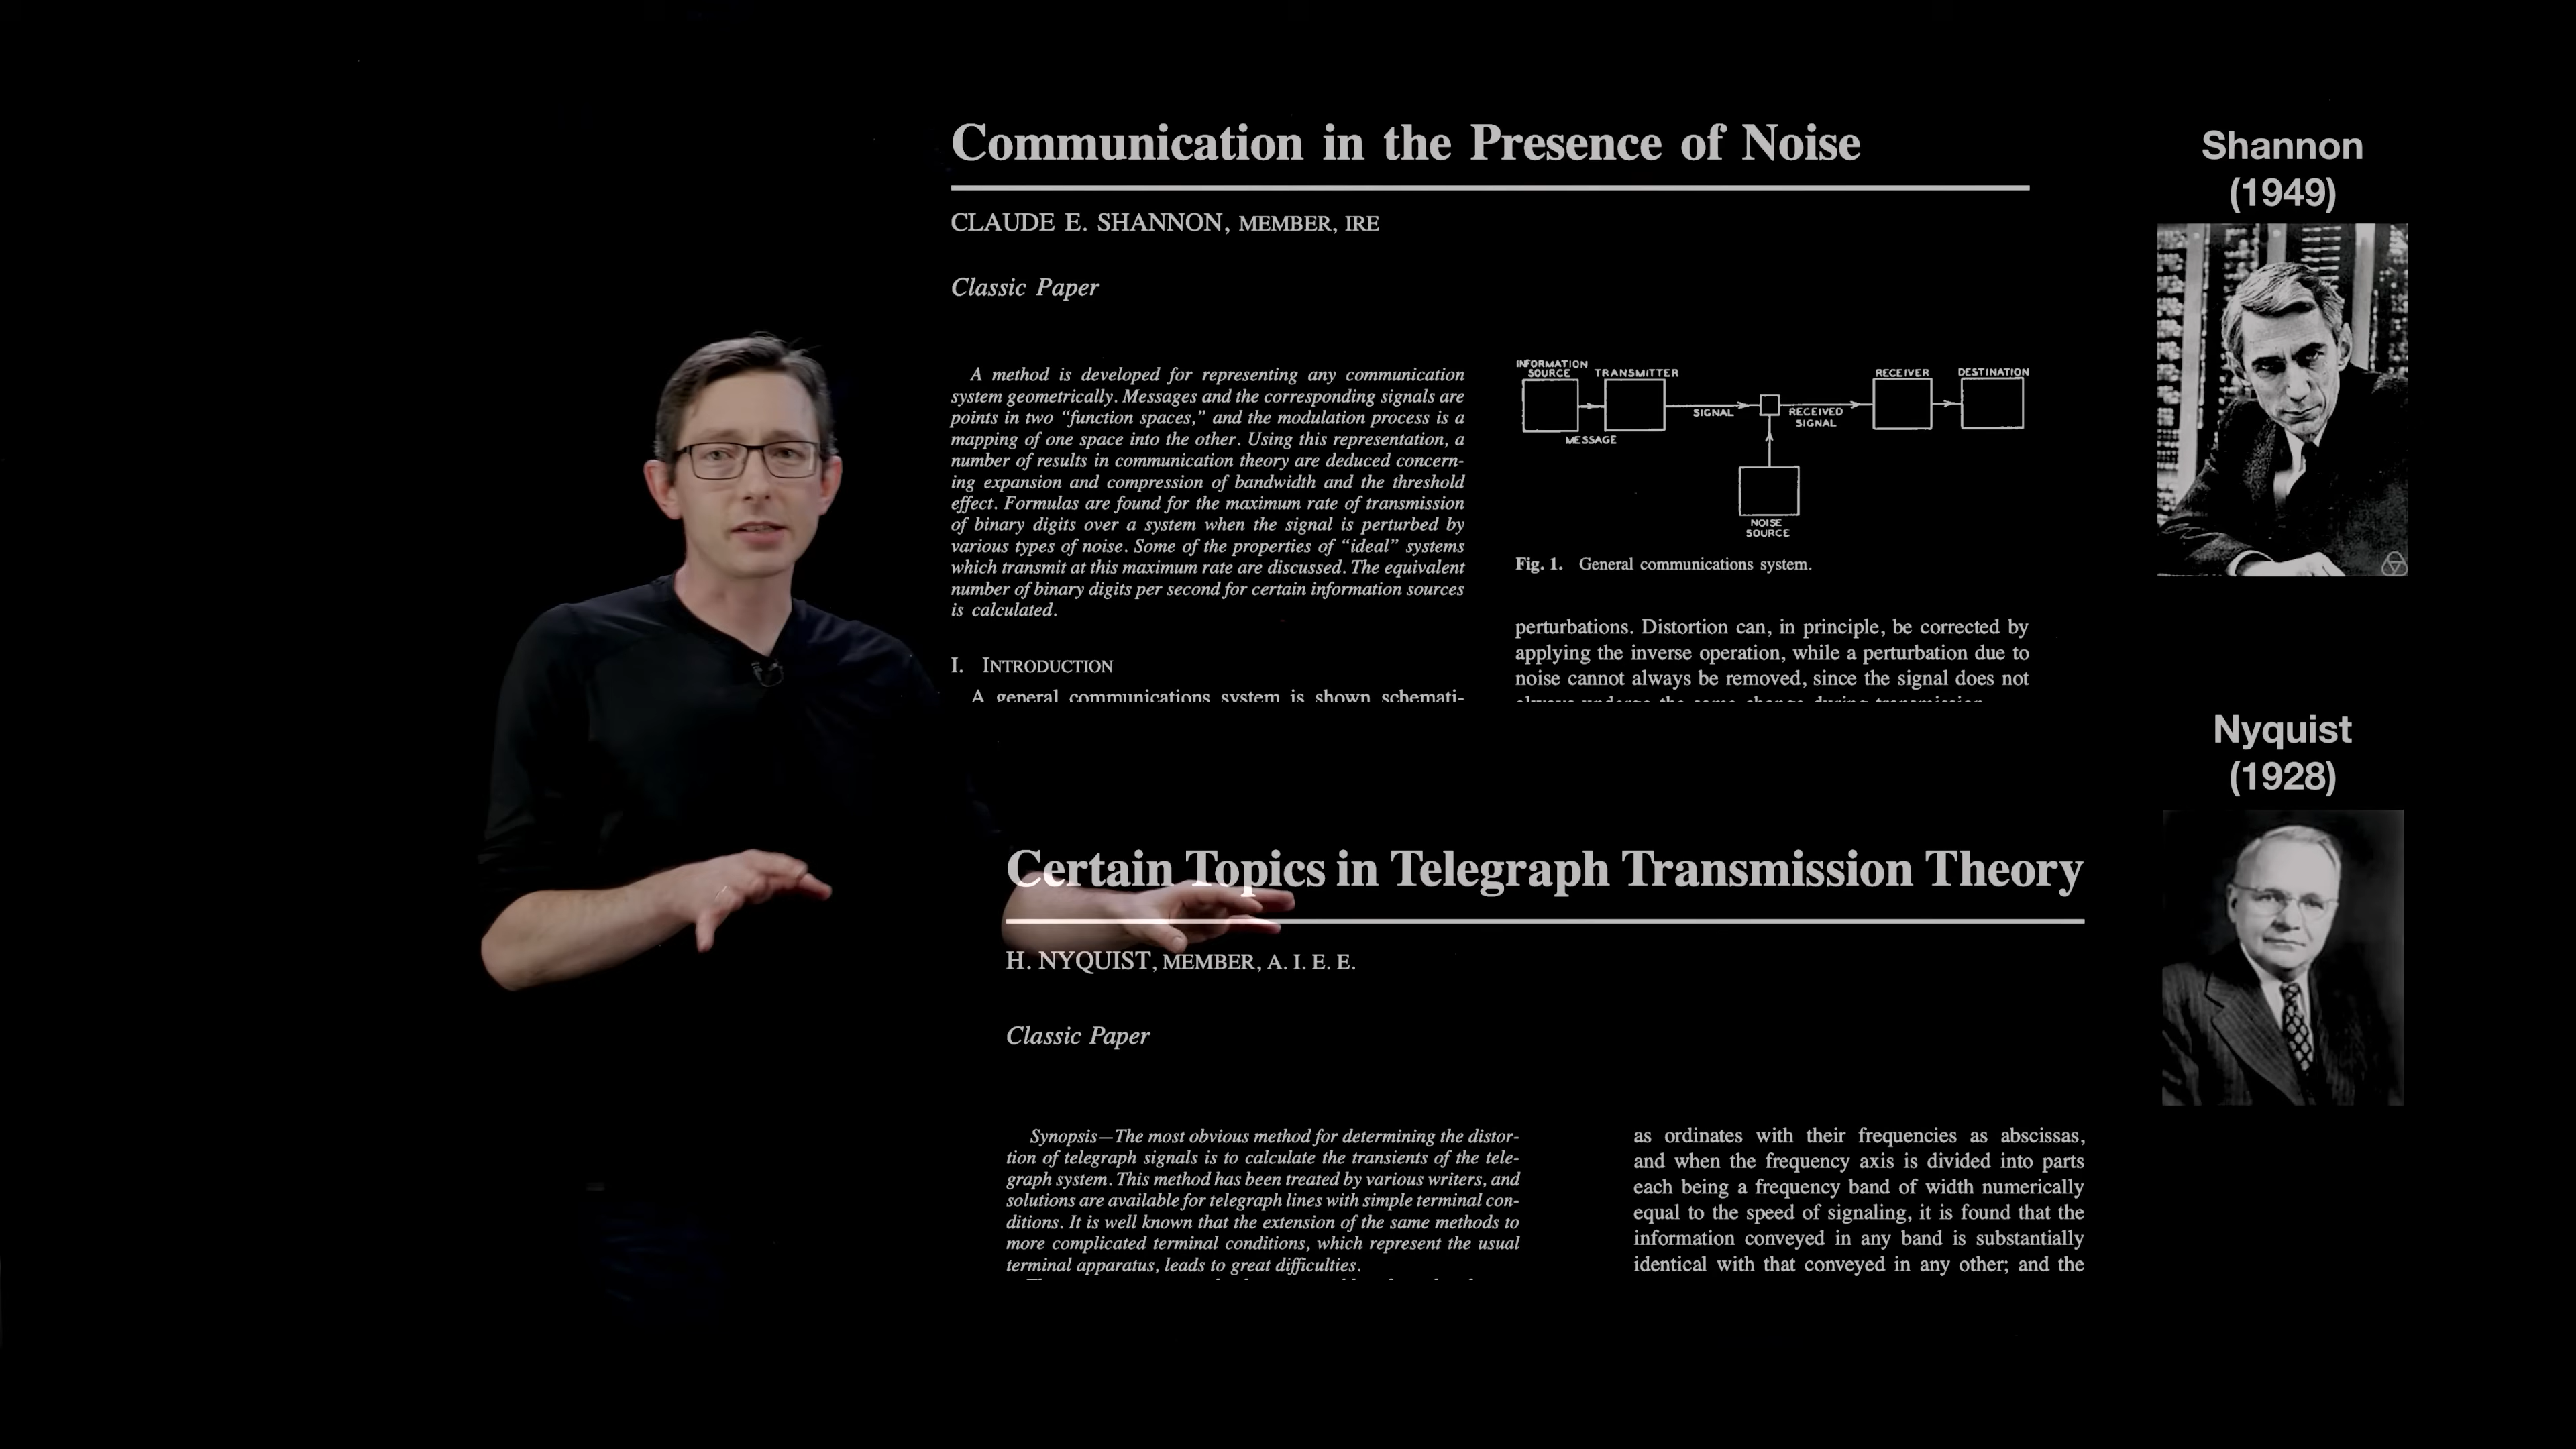 Communication in the Presence of Noise
CLAUDE E. SHANNON, MEMBER, IRE
Classic Paper
A method is developed for representing any communication
system geometrically. Messages and the corresponding signals are
points in two “function spaces,” and the modulation process is a
mapping of one space into the other. Using this representation, a
number of results in communication theory are deduced concern-
ing expansion and compression of bandwidth and the threshold
effect. Formulas are found for the maximum rate of transmission
of binary digits over a system when the signal is perturbed by
various types of noise. Some of the properties of “ideal” systems
which transmit at this maximum rate are discussed. The equivalent
number of binary digits per second for certain information sources
is calculated.
I. INTRODUCTION
A general communications system is shown schemati-
INFORMATION
SOURCE
TRANSMITTER
RECEIVER
DESTINATION
SIGNAL
RECEIVED
SIGNAL
MESSAGE
NOISE
SOURCE
Fig. 1. General communications system.
perturbations. Distortion can, in principle, be corrected by
applying the inverse operation, while a perturbation due to
noise cannot always be removed, since the signal does not
always undergo the same change during transmission.
Shannon
(1949)
Certain Topics in Telegraph Transmission Theory
H. NYQUIST, MEMBER, A. I. E. E.
Classic Paper
Synopsis—The most obvious method for determining the distor-
tion of telegraph signals is to calculate the transients of the tele-
graph system. This method has been treated by various writers, and
solutions are available for telegraph lines with simple terminal con-
ditions. It is well known that the extension of the same methods to
more complicated terminal conditions, which represent the usual
terminal apparatus, leads to great difficulties.
as ordinates with their frequencies as abscissas,
and when the frequency axis is divided into parts
each being a frequency band of width numerically
equal to the speed of signaling, it is found that the
information conveyed in any band is substantially
identical with that conveyed in any other; and the
Nyquist
(1928)